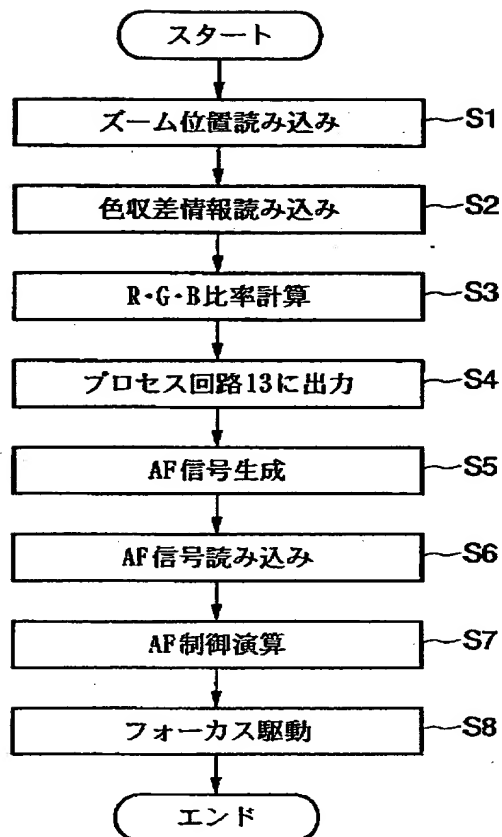 スタート
ズーム位置読み込み S1
色収差情報読み込み S2
R・G・B比率計算 S3
プロセス回路13に出力 S4
AF信号生成 S5
AF信号読み込み S6
AF制御演算 S7
フォーカス駆動 S8
エンド